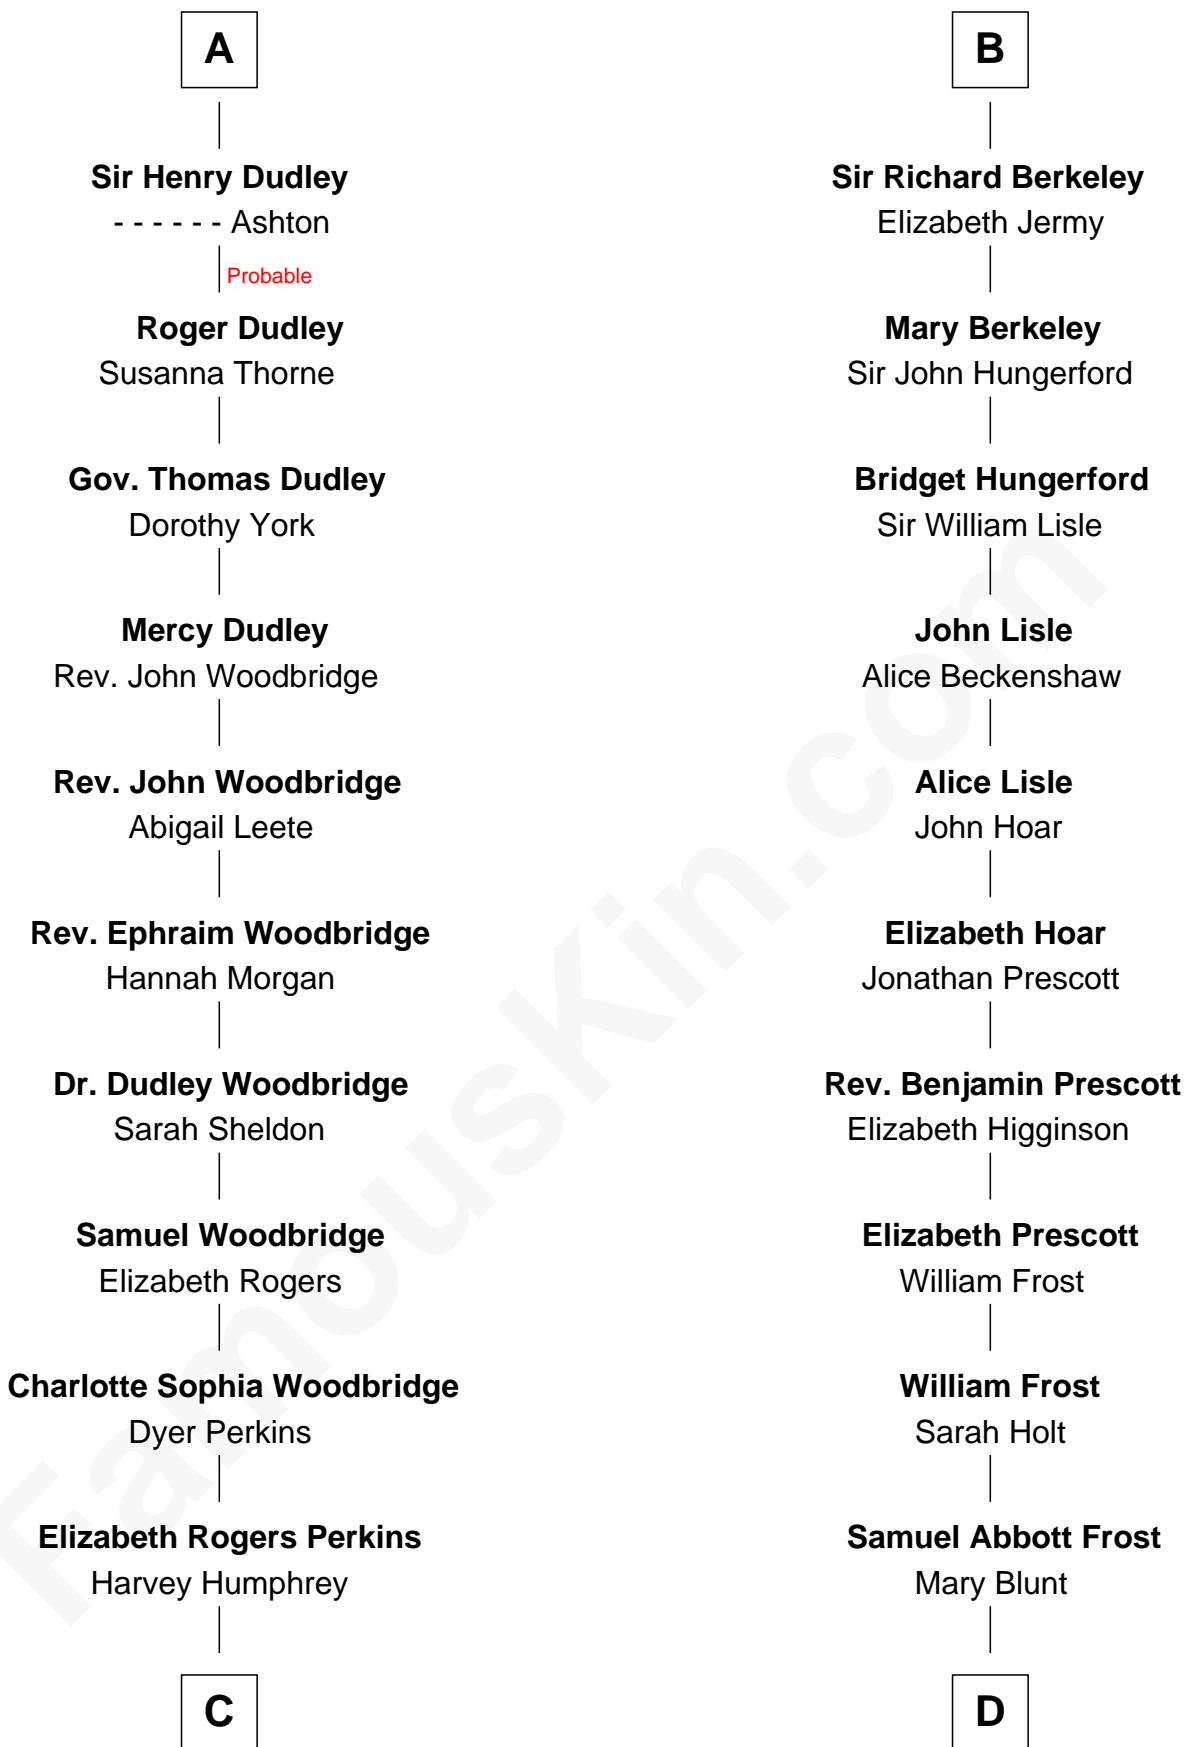 A
Sir Henry Dudley
- - - - - - Ashton
Probable
Roger Dudley
Susanna Thorne
Gov. Thomas Dudley
Dorothy York
Mercy Dudley
Rev. John Woodbridge
Rev. John Woodbridge
Abigail Leete
Rev. Ephraim Woodbridge
Hannah Morgan
Dr. Dudley Woodbridge
Sarah Sheldon
Samuel Woodbridge
Elizabeth Rogers
Charlotte Sophia Woodbridge
Dyer Perkins
Elizabeth Rogers Perkins
Harvey Humphrey
C
B
Sir Richard Berkeley
Elizabeth Jermy
Mary Berkeley
Sir John Hungerford
Bridget Hungerford
Sir William Lisle
John Lisle
Alice Beckenshaw
Alice Lisle
John Hoar
Elizabeth Hoar
Jonathan Prescott
Rev. Benjamin Prescott
Elizabeth Higginson
Elizabeth Prescott
William Frost
William Frost
Sarah Holt
Samuel Abbott Frost
Mary Blunt
D
FamousKin.com